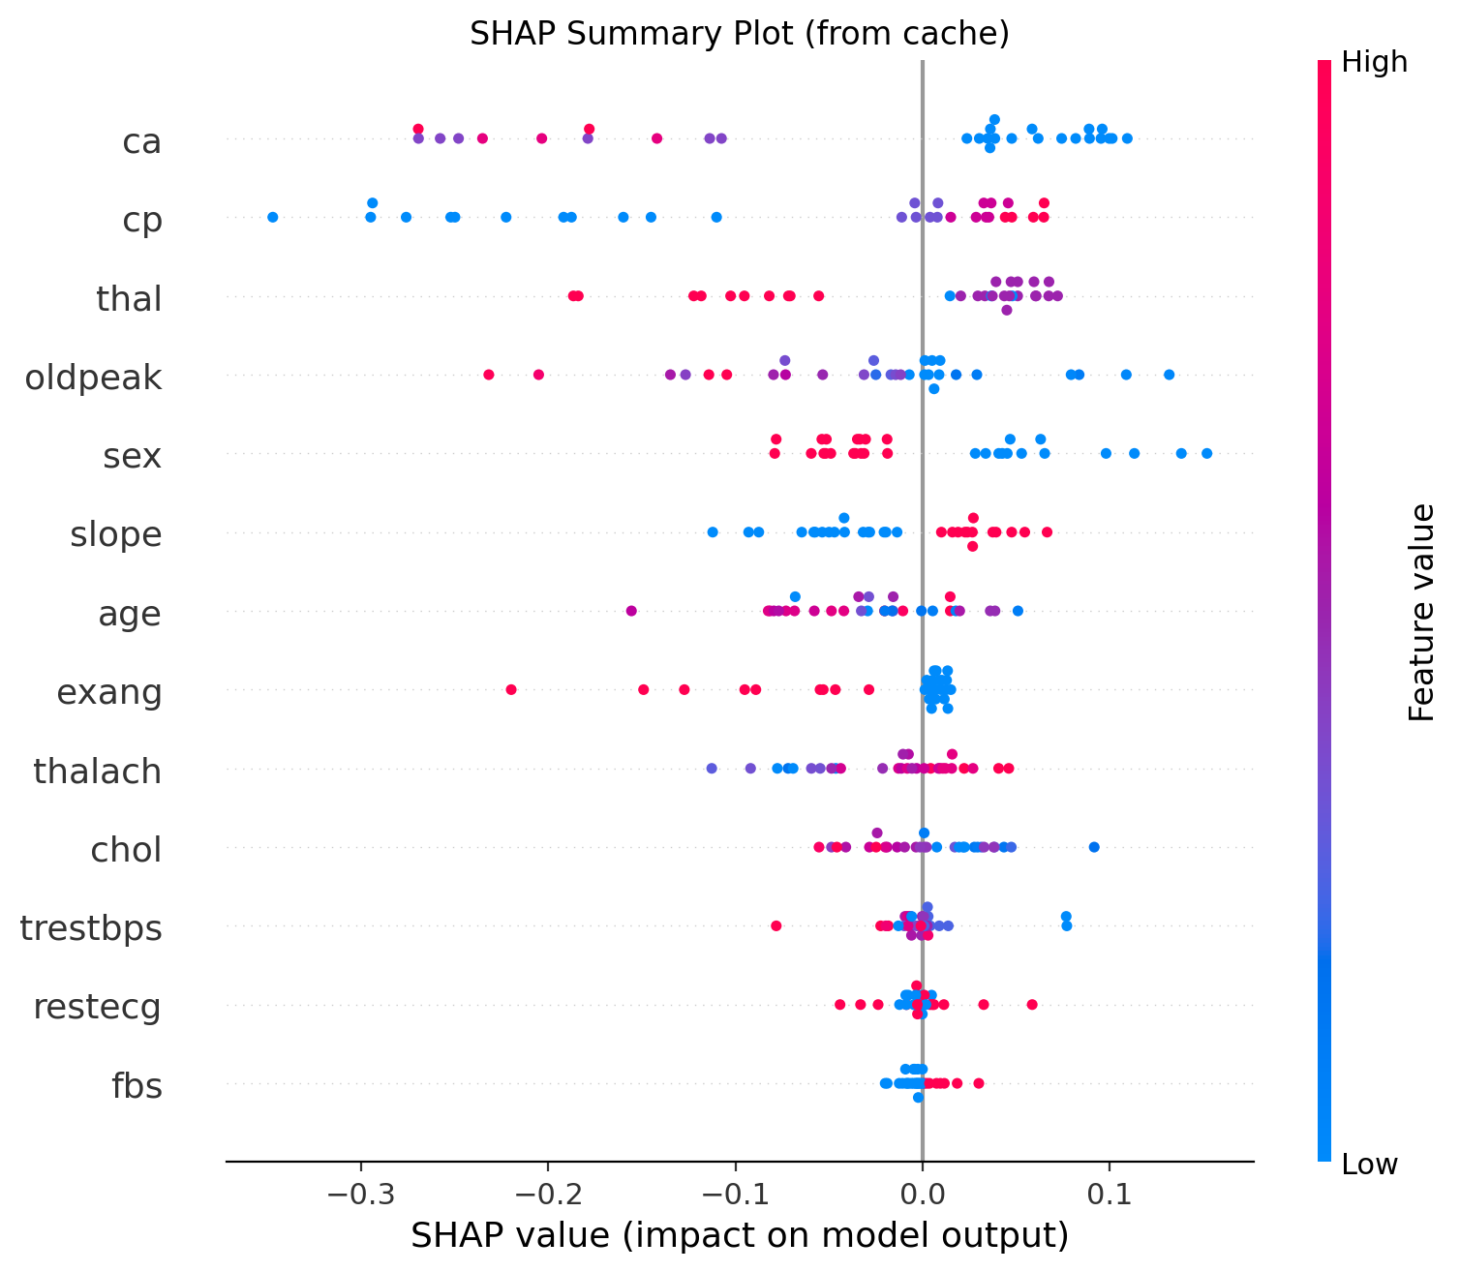 SHAP Summary Plot (from cache)
High
ca
cp
thal
oldpeak
sex
slope
age
exang
thalach
chol
trestbps
restecg
fbs
Feature value
Low
−0.3
−0.2
−0.1
0.0
0.1
SHAP value (impact on model output)